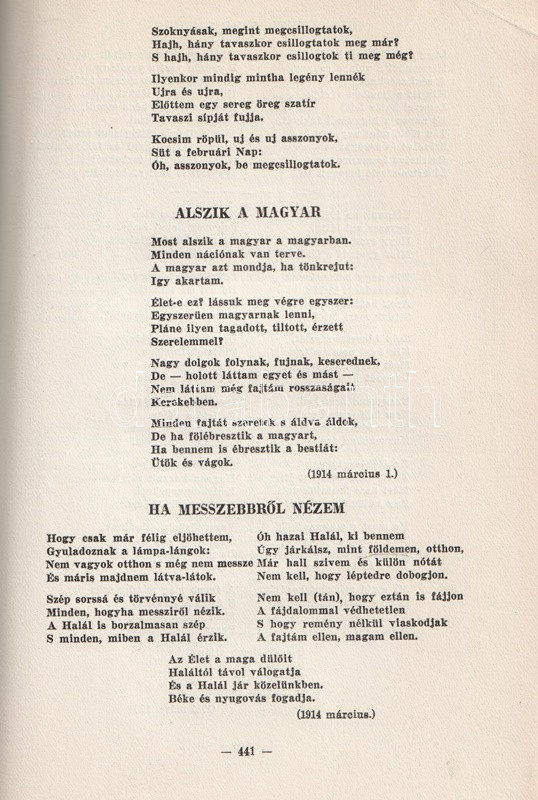 Szoknyásak, megint megcsillogtatok,
Hajh, hány tavaszkor csillogtatok meg már?
S hajh, hány tavaszkor csillogtok ti meg még?
Ilyenkor mindig mintha legény lennék
Ujra és ujra,
Előttem egy sereg öreg szatír
Tavaszi sípját fujja.
Kocsim röpül, uj és uj asszonyok,
Süt a februári Nap:
Óh, asszonyok, be megcsillogtatok.
ALSZIK A MAGYAR
Most alszik a magyar a magyarban.
Minden nációnak van terve.
A magyar azt mondja, ha tönkrejut:
Igy akartam.
Élet-e ez? lássuk meg végre egyszer:
Egyszerüen magyarnak lenni,
Pláne ilyen tagadott, tiltott, érzett
Szerelemmel?
Nagy dolgok folynak, fujnak, keserednek,
De — holott láttam egyet és mást —
Nem láttam még fajtám rosszaságait
Kerekebben.
Minden fajtát szeretek s áldva áldok,
De ha fölébresztik a magyart,
Ha bennem is ébresztik a bestiát:
Ütök és vágok.
(1914 március 1.)
HA MESSZEBBRŐL NÉZEM
Hogy csak már félig eljöhettem,
Gyuladoznak a lámpa-lángok:
Nem vagyok otthon s még nem messze
És máris majdnem látva-látok.
Szép sorssá és törvénnyé válik
Minden, hogyha messziről nézik.
A Halál is borzalmasan szép
S minden, miben a Halál érzik.
Óh hazai Halál, ki bennem
Úgy járkálsz, mint földemen, otthon,
Már hall szivem és külön nótát
Nem kell, hogy léptedre dobogjon.
Nem kell (tán), hogy eztán is fájjon
A fájdalommal védhetetlen
S hogy remény nélkül viaskodjak
A fajtám ellen, magam ellen.
Az Élet a maga dülőit
Haláltól távol válogatja
És a Halál jár közelünkben.
Béke és nyugovás fogadja.
(1914 március.)
— 441 —
darabanth